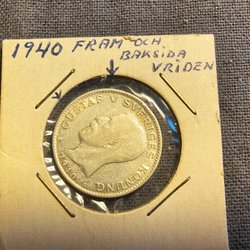 1940 FRAM OCH
BAKSIDA
VRIDEN
GUSTAF V SVERIGES KONUNG